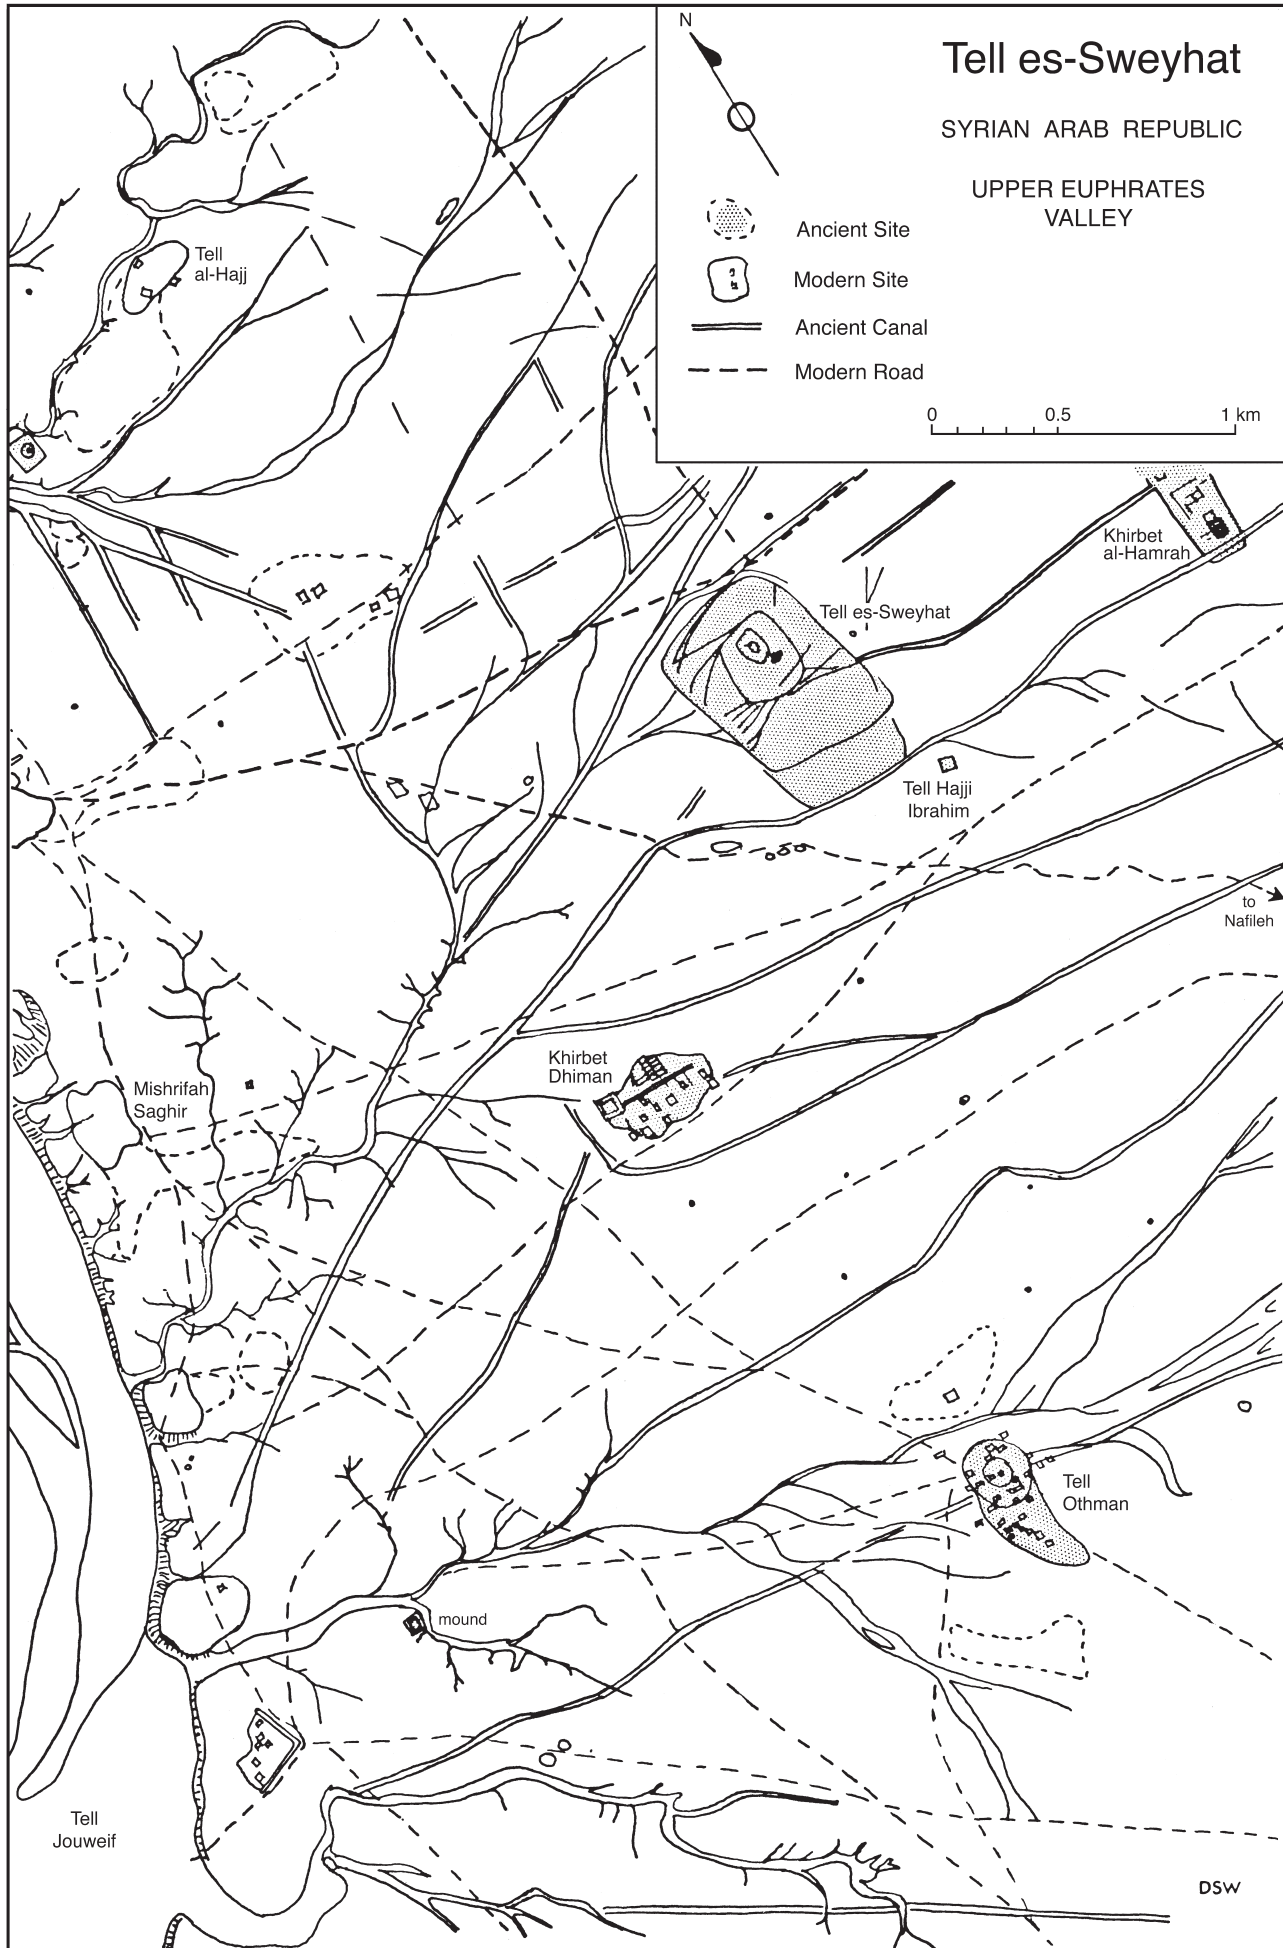 N
Tell es-Sweyhat
SYRIAN ARAB REPUBLIC
UPPER EUPHRATES
VALLEY
Ancient Site
Modern Site
Ancient Canal
Modern Road
0 0.5 1 km
Tell
al-Hajj
Khirbet
al-Hamrah
Tell es-Sweyhat
Tell Hajji
Ibrahim
to
Nafileh
Khirbet
Dhiman
Mishrifah
Saghir
Tell
Othman
mound
Tell
Jouweif
DSW